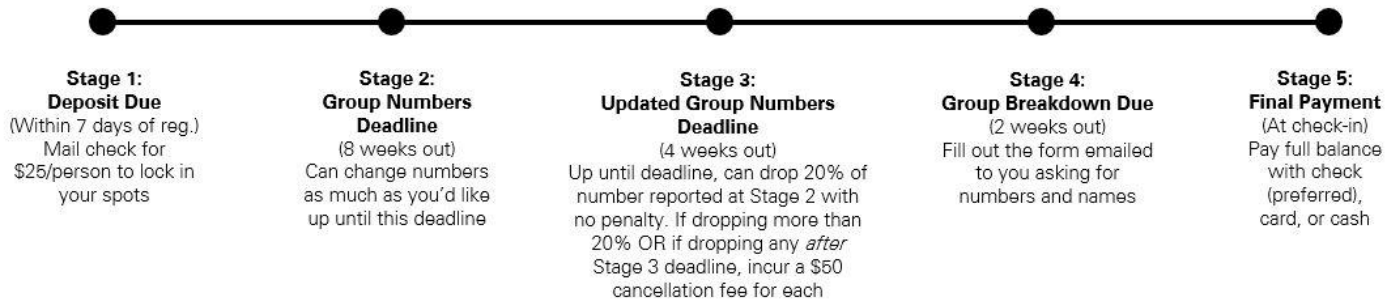 Stage 1:
Deposit Due
(Within 7 days of reg.)
Mail check for
$25/person to lock in
your spots
Stage 2:
Group Numbers
Deadline
(8 weeks out)
Can change numbers
as much as you'd like
up until this deadline
Stage 3:
Updated Group Numbers
Deadline
(4 weeks out)
Up until deadline, can drop 20% of
number reported at Stage 2 with
no penalty. If dropping more than
20% OR if dropping any after
Stage 3 deadline, incur a $50
cancellation fee for each
Stage 4:
Group Breakdown Due
(2 weeks out)
Fill out the form emailed
to you asking for
numbers and names
Stage 5:
Final Payment
(At check-in)
Pay full balance
with check
(preferred),
card, or cash